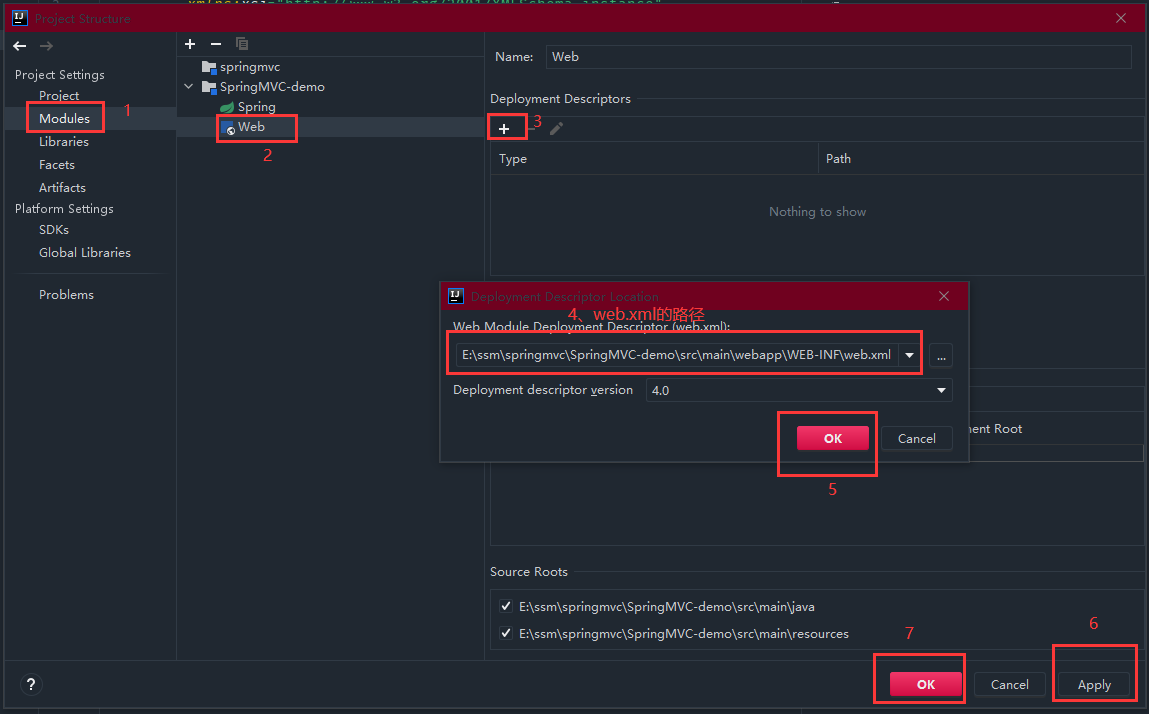 Project Structure
Project Settings
Project
Modules
1
Libraries
Facets
Artifacts
Platform Settings
SDKs
Global Libraries
Problems
springmvc
SpringMVC-demo
Spring
Web
2
Name: Web
Deployment Descriptors
3
Type Path
Nothing to show
Deployment Descriptor Location
4、web.xml的路径
Web Module Deployment Descriptor (web.xml):
E:\ssm\springmvc\SpringMVC-demo\src\main\webapp\WEB-INF\web.xml
...
Deployment descriptor version 4.0
OK Cancel
5
ent Root
Source Roots
E:\ssm\springmvc\SpringMVC-demo\src\main\java
E:\ssm\springmvc\SpringMVC-demo\src\main\resources
7
6
?
OK Cancel Apply